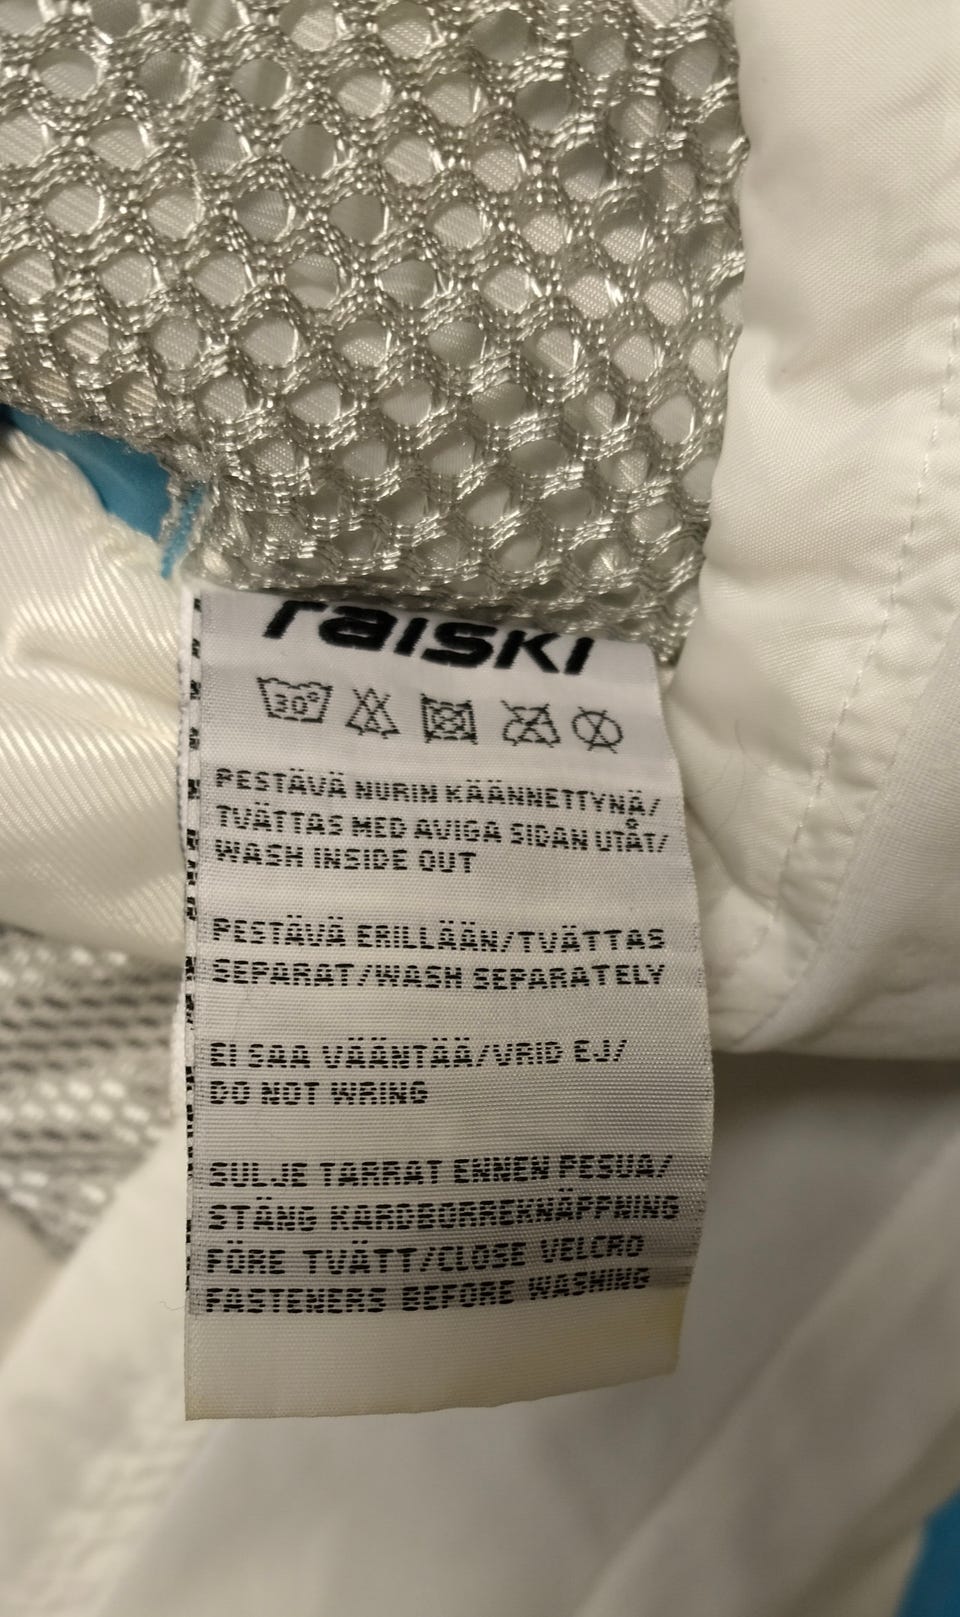 raiski
30°
PESTÄVÄ NURIN KÄÄNNETTYNÄ/
TVÄTTAS MED AVIGA SIDAN UTÅT/
WASH INSIDE OUT
PESTÄVÄ ERILLÄÄN/TVÄTTAS
SEPARAT/WASH SEPARATELY
EI SAA VÄÄNTÄÄ/VRID EJ/
DO NOT WRING
SULJE TARRAT ENNEN PESUA/
STÄNG KARDBORREKNÄPPNING
FÖRE TVÄTT/CLOSE VELCRO
FASTENERS BEFORE WASHING